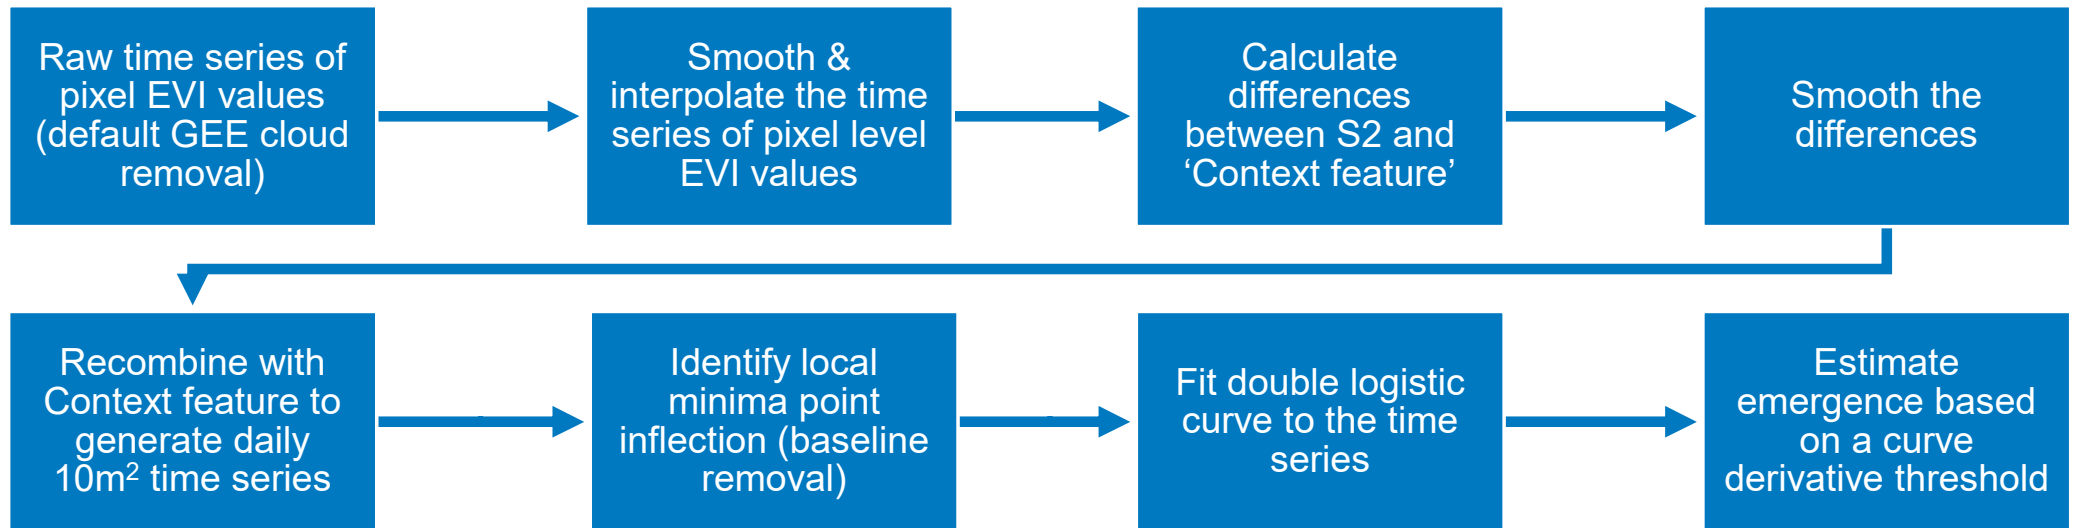 Raw time series of
pixel EVI values
(default GEE cloud
removal)
Smooth &
interpolate the time
series of pixel level
EVI values
Calculate
differences
between S2 and
‘Context feature’
Smooth the
differences
Recombine with
Context feature to
generate daily
10m² time series
Identify local
minima point
inflection (baseline
removal)
Fit double logistic
curve to the time
series
Estimate
emergence based
on a curve
derivative threshold